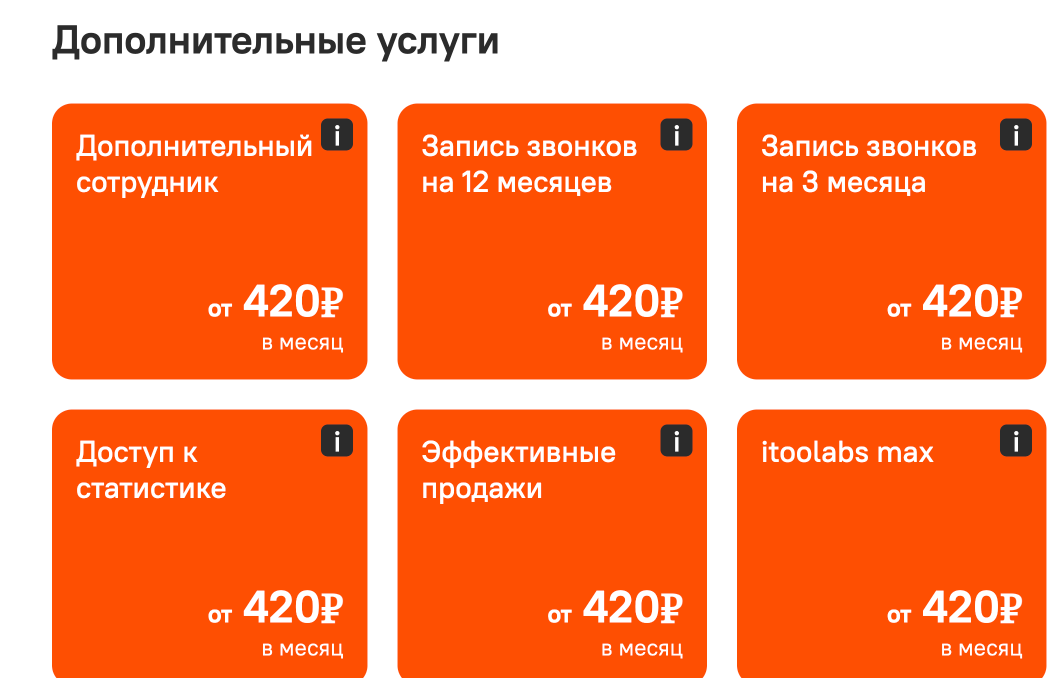 Дополнительные услуги
Дополнительный
сотрудник
i
от 420₽
в месяц
Запись звонков
на 12 месяцев
i
от 420₽
в месяц
Запись звонков
на 3 месяца
i
от 420₽
в месяц
Доступ к
статистике
i
от 420₽
в месяц
Эффективные
продажи
i
от 420₽
в месяц
itoolabs max
i
от 420₽
в месяц